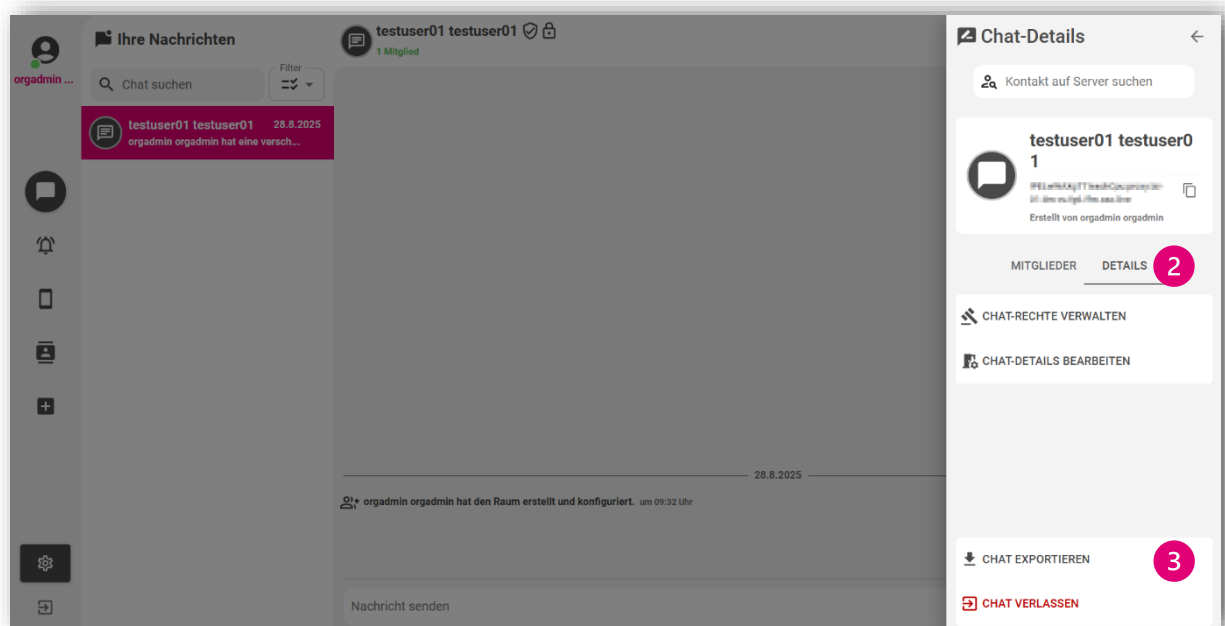 orgadmin ...
Ihre Nachrichten
Chat suchen
Filter
testuser01 testuser01 28.8.2025
orgadmin orgadmin hat eine versch...
testuser01 testuser01
1 Mitglied
28.8.2025
orgadmin orgadmin hat den Raum erstellt und konfiguriert. um 09:32 Uhr
Nachricht senden
Chat-Details
Kontakt auf Server suchen
testuser01 testuser0
1
Erstellt von orgadmin orgadmin
MITGLIEDER DETAILS 2
CHAT-RECHTE VERWALTEN
CHAT-DETAILS BEARBEITEN
CHAT EXPORTIEREN 3
CHAT VERLASSEN